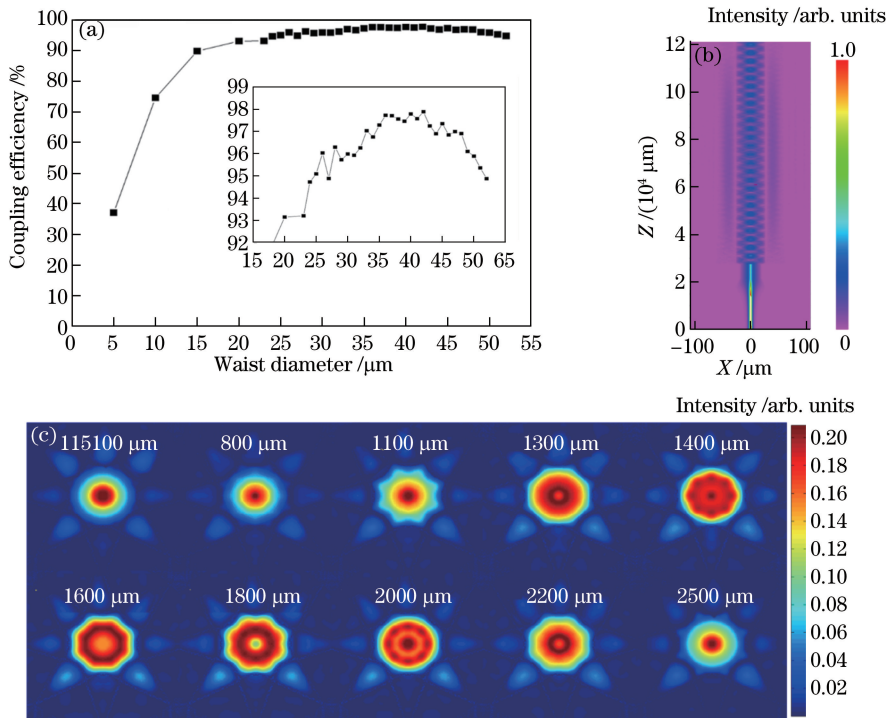 (a)
Coupling efficiency /%
100
90
80
70
60
50
40
30
20
10
0
0 5 10 15 20 25 30 35 40 45 50 55
Waist diameter /μm
99
98
97
96
95
94
93
92
15 20 25 30 35 40 45 52 65
Intensity /arb. units
(b)
Z /(10⁴ μm)
12
10
8
6
4
2
0
−100 0 100
X /μm
1.0
0
Intensity /arb. units
(c)
115100 μm 800 μm 1100 μm 1300 μm 1400 μm
1600 μm 1800 μm 2000 μm 2200 μm 2500 μm
0.20
0.18
0.16
0.14
0.12
0.10
0.08
0.06
0.04
0.02